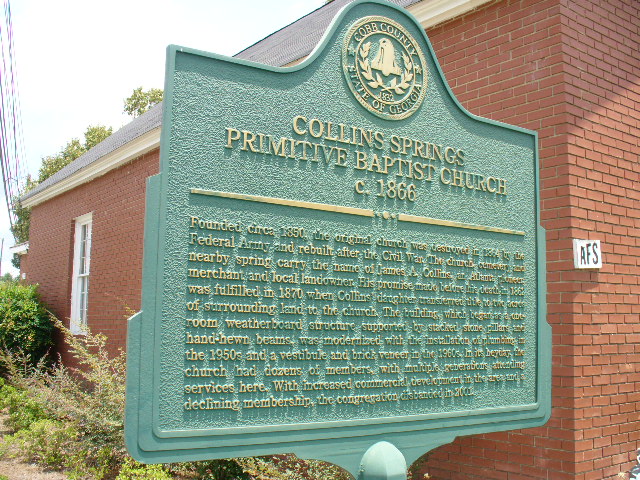 COBB COUNTY
STATE OF GEORGIA
COLLINS SPRINGS
PRIMITIVE BAPTIST CHURCH
C. 1866
Founded circa 1850, the original church was destroyed in 1864 by the
Federal Army and rebuilt after the Civil War. The church, cemetery, and
nearby spring carry the name of James A. Collins, an Atlanta pioneer
merchant and local landowner. His promise made before his death
was fulfilled in 1870 when Collins' daughter transferred title to two acres
of surrounding land to the church. The building, which began as a one-
room weatherboard structure supported by stacked stone pillars and
hand-hewn beams, was modernized with the installation of plumbing in
the 1950s and a vestibule and brick veneer in the 1960s. In its heyday, the
church had dozens of members, with multiple generations attending
services here. With increased commercial development in the area and a
declining membership, the congregation disbanded in
AFS